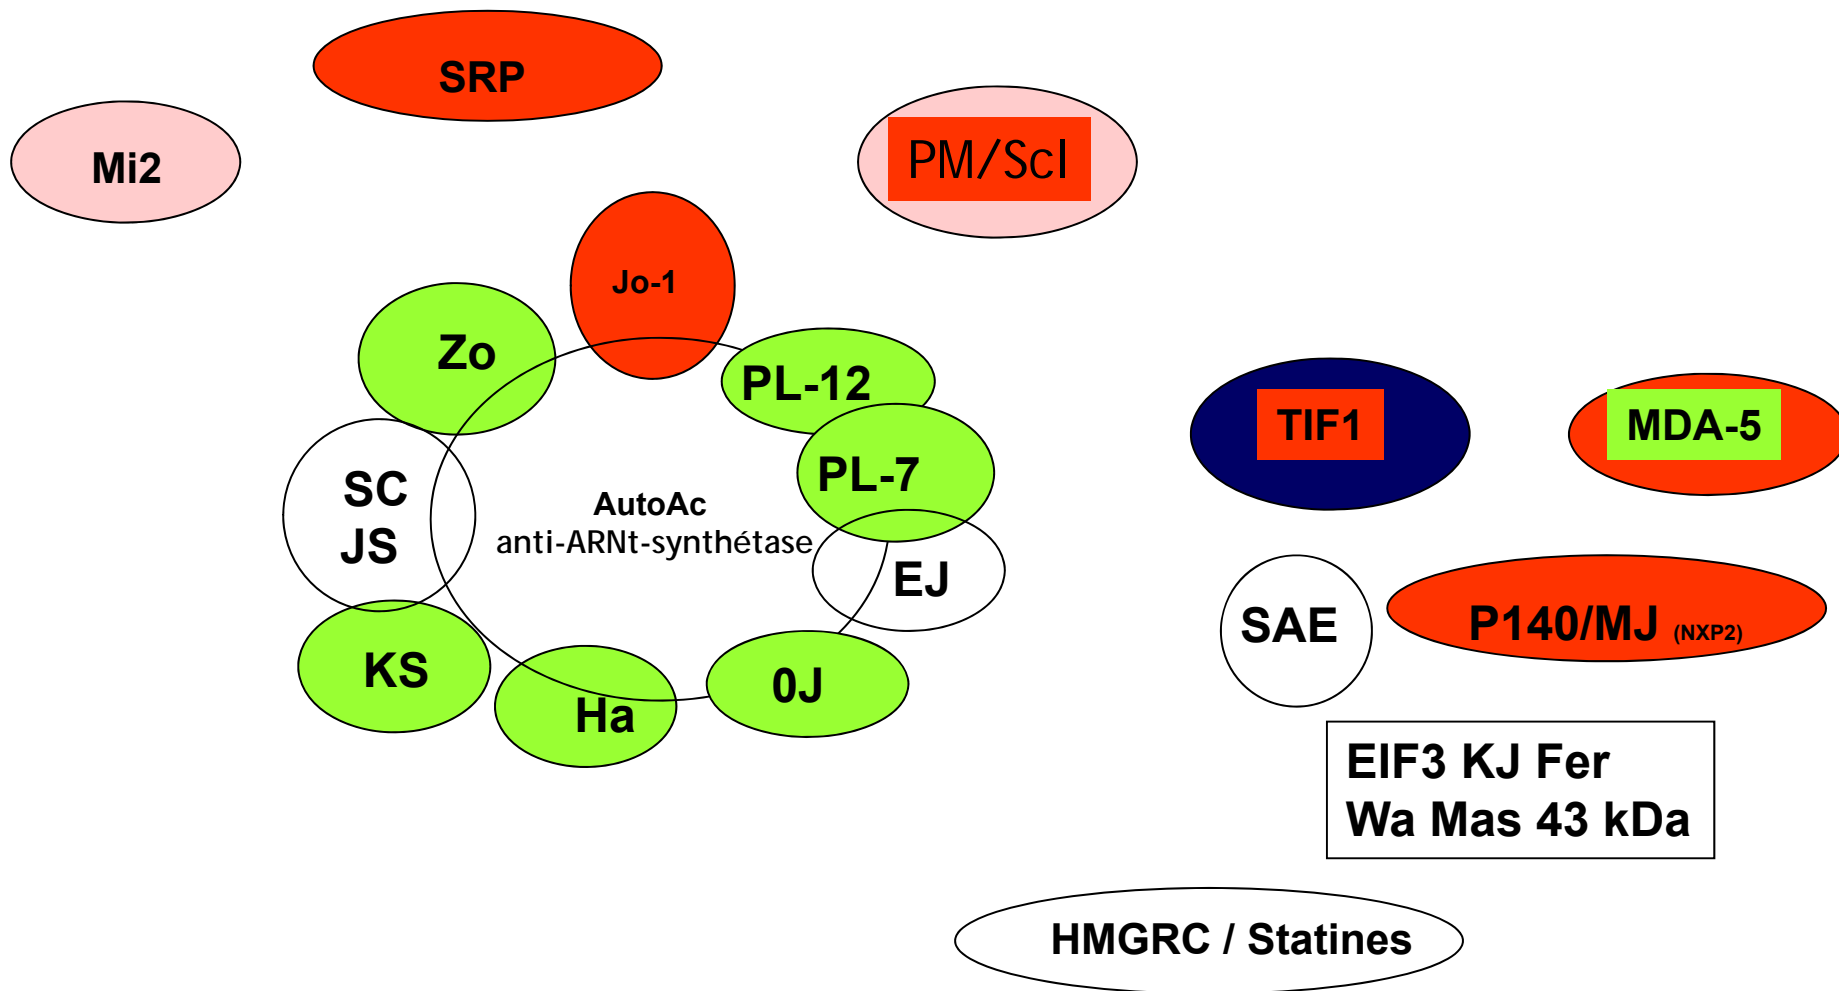 SRP
Mi2
PM/Scl
Jo-1
Zo
PL-12
PL-7
SC
JS
AutoAc
anti-ARNt-synthétase
EJ
KS
Ha
0J
TIF1
MDA-5
SAE
P140/MJ (NXP2)
EIF3 KJ Fer
Wa Mas 43 kDa
HMGRC / Statines